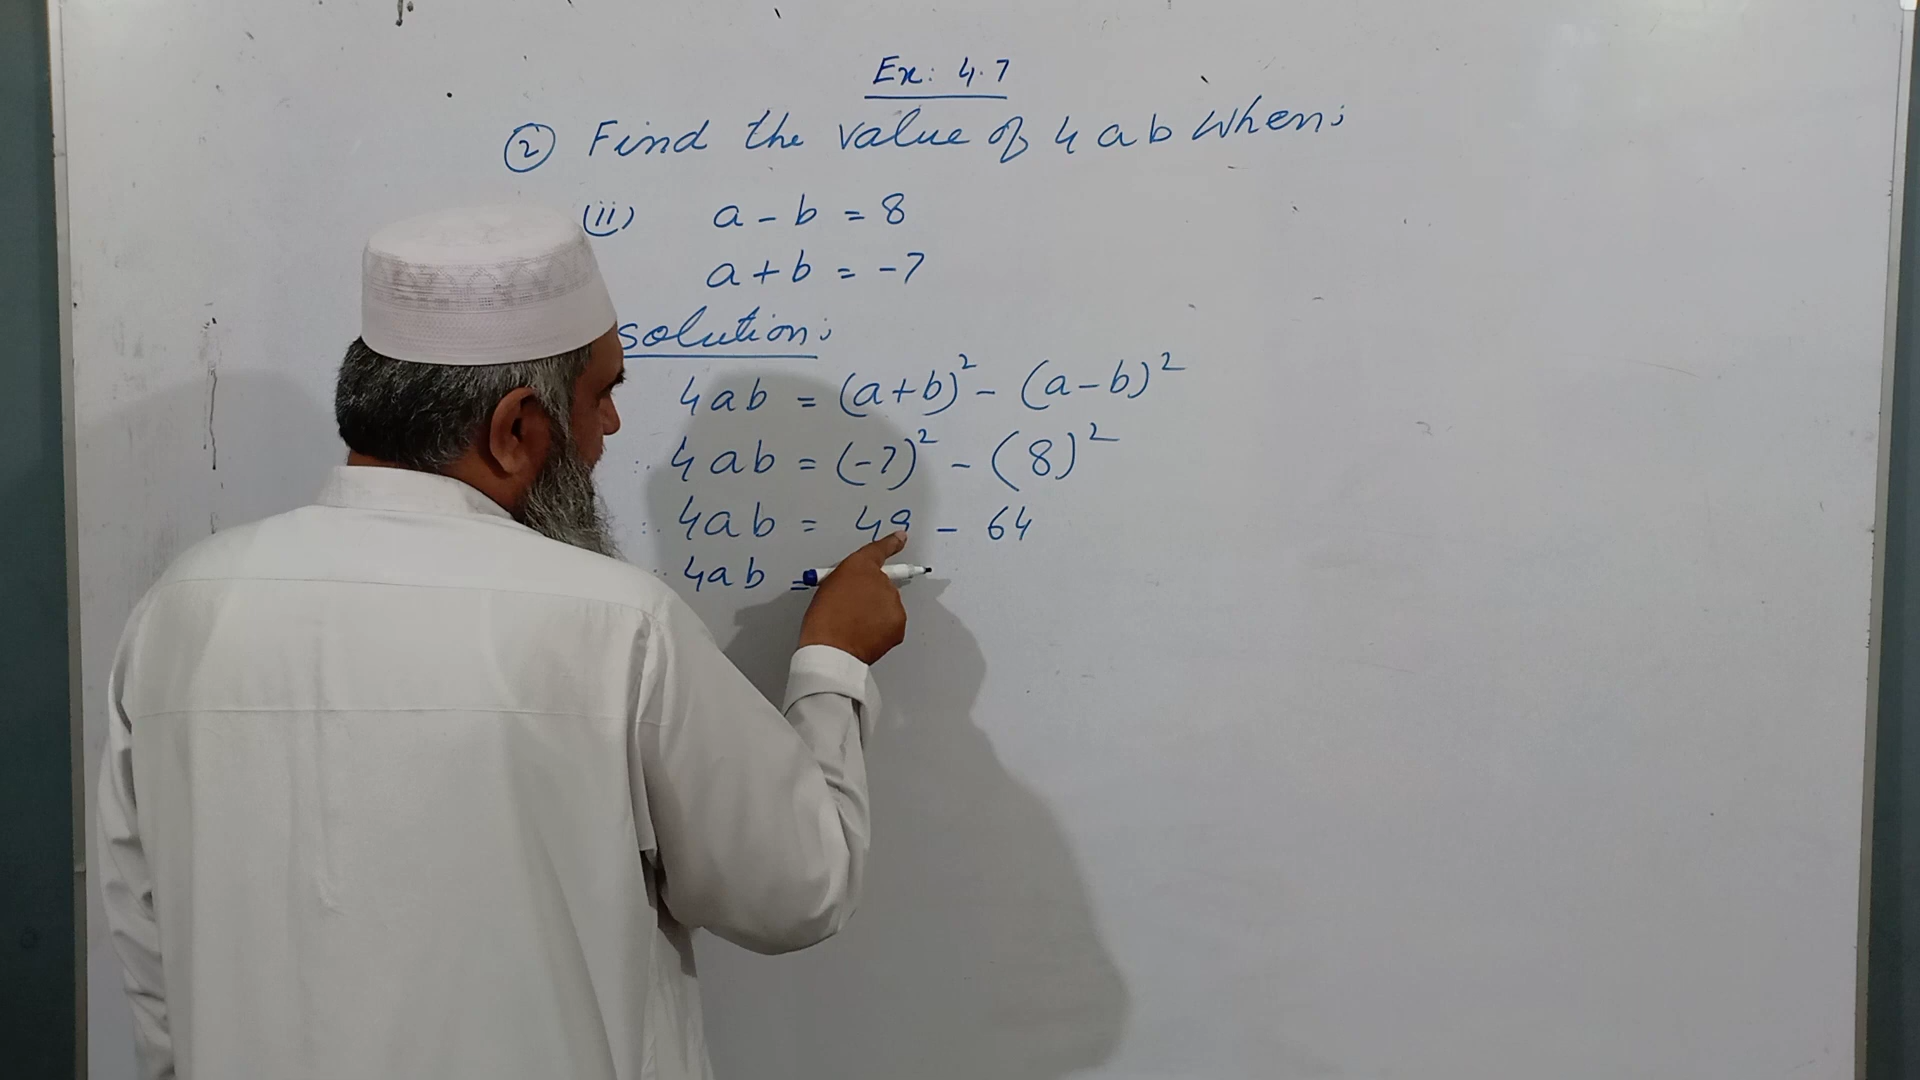 Ex: 4.7
② Find the value of 4ab when:
(ii) a - b = 8
a + b = -7
Solution:
4ab = (a+b)² - (a-b)²
∴ 4ab = (-7)² - (8)²
∴ 4ab = 49 - 64
∴ 4ab =